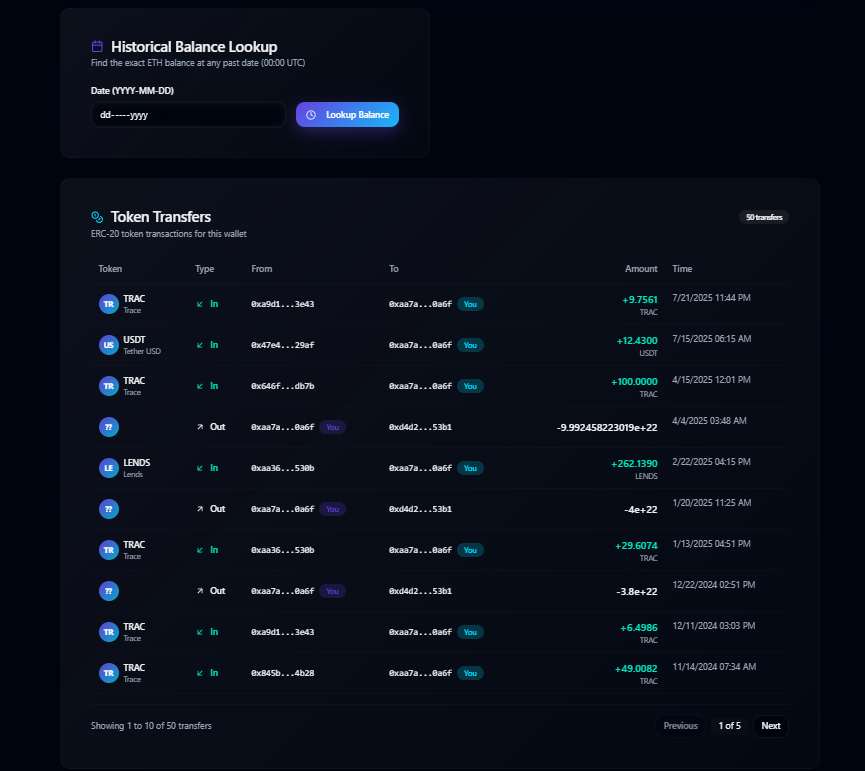 Historical Balance Lookup
Find the exact ETH balance at any past date (00:00 UTC)
Date (YYYY-MM-DD)
dd-----yyyy
Lookup Balance
Token Transfers
50 transfers
ERC-20 token transactions for this wallet
Token Type From To Amount Time
TR TRAC In 0xa9d1...3e43 0xaa7a...0a6f You +9.7561 7/21/2025 11:44 PM
Trace TRAC
US USDT In 0x47e4...29af 0xaa7a...0a6f You +12.4300 7/15/2025 06:15 AM
Tether USD USDT
TR TRAC In 0x646f...db7b 0xaa7a...0a6f You +100.0000 4/15/2025 12:01 PM
Trace TRAC
?? Out 0xaa7a...0a6f You 0xd4d2...53b1 -9.992458223019e+22 4/4/2025 03:48 AM
LE LENDS In 0xaa36...530b 0xaa7a...0a6f You +262.1390 2/22/2025 04:15 PM
Lends LENDS
?? Out 0xaa7a...0a6f You 0xd4d2...53b1 -4e+22 1/20/2025 11:25 AM
TR TRAC In 0xaa36...530b 0xaa7a...0a6f You +29.6074 1/13/2025 04:51 PM
Trace TRAC
?? Out 0xaa7a...0a6f You 0xd4d2...53b1 -3.8e+22 12/22/2024 02:51 PM
TR TRAC In 0xa9d1...3e43 0xaa7a...0a6f You +6.4986 12/11/2024 03:03 PM
Trace TRAC
TR TRAC In 0x845b...4b28 0xaa7a...0a6f You +49.0082 11/14/2024 07:34 AM
Trace TRAC
Showing 1 to 10 of 50 transfers Previous 1 of 5 Next